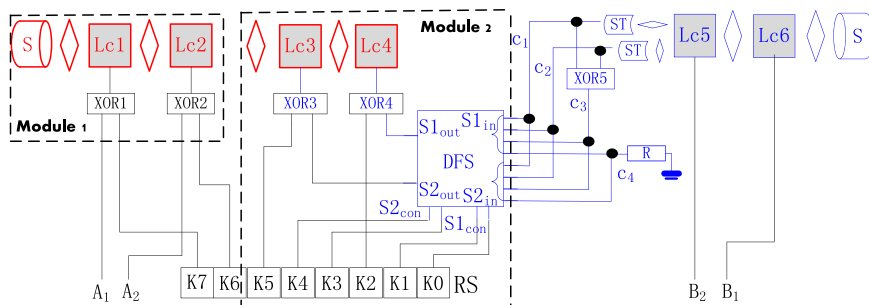 Module 2
S Lc1 Lc2 Lc3 Lc4 c1 c2 ST ST Lc5 Lc6 S
XOR1 XOR2 XOR3 XOR4 XOR5
Module 1
c3
S1out S1in
DFS
R
c4
S2out S2in
S2con S1con
K7 K6 K5 K4 K3 K2 K1 K0 RS
A1 A2 B2 B1